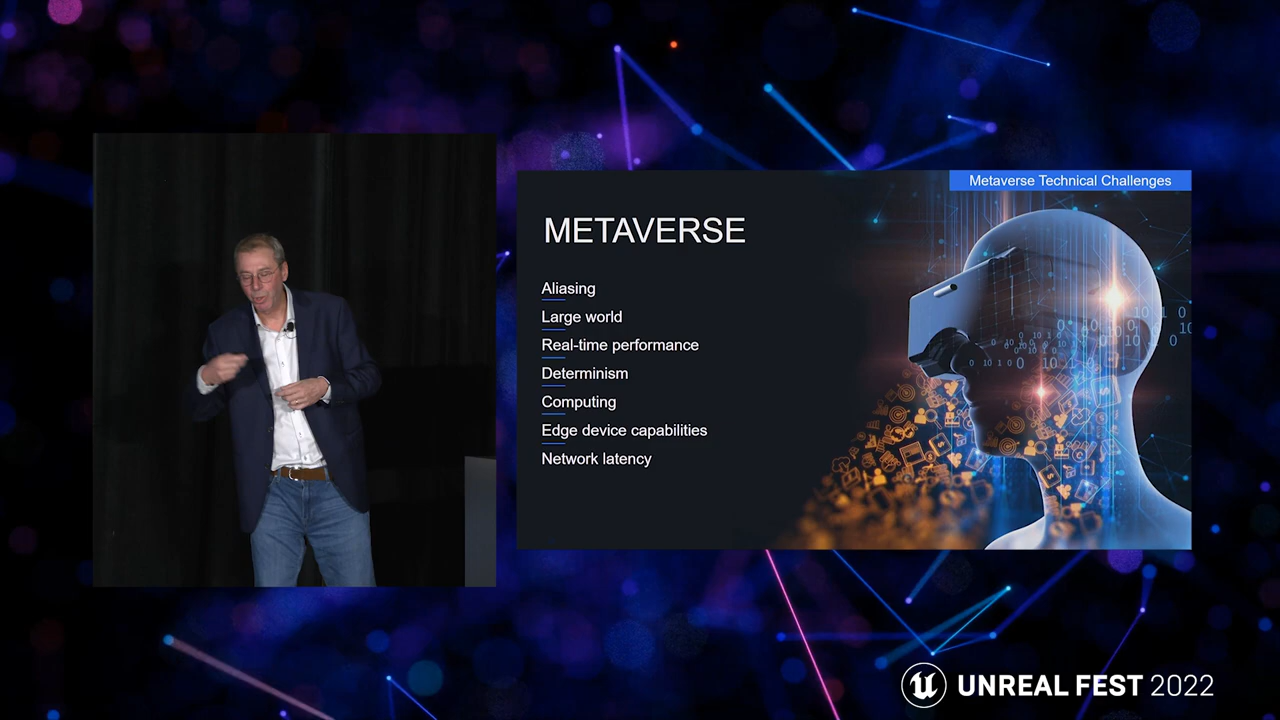 Metaverse Technical Challenges
METAVERSE
Aliasing
Large world
Real-time performance
Determinism
Computing
Edge device capabilities
Network latency
UNREAL FEST 2022